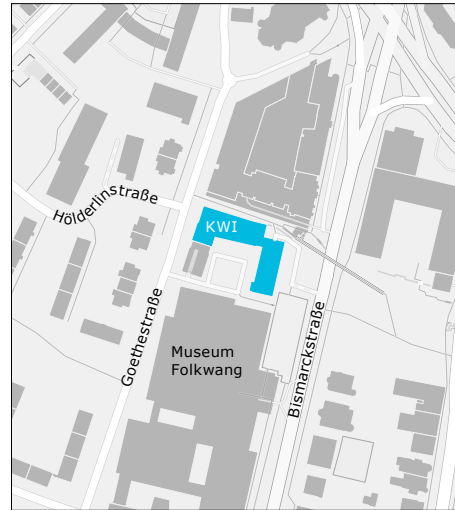 KWI
Hölderlinstraße
Goethestraße
Museum
Folkwang
Bismarckstraße